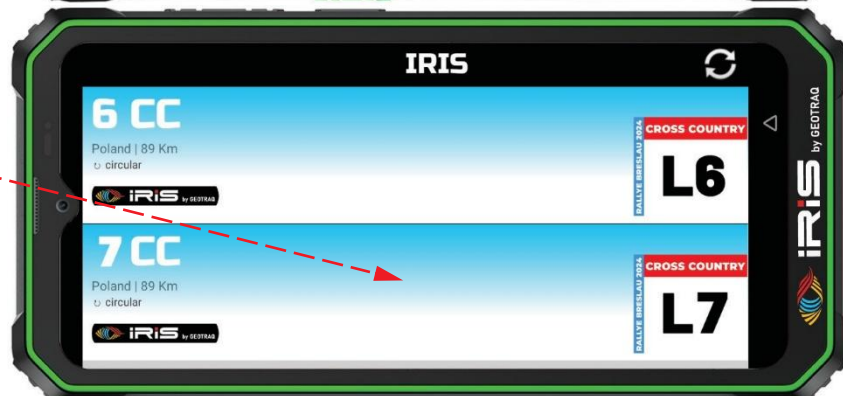 IRIS
6 CC
Poland | 89 Km
↻ circular
iRiS by GEOTRAQ
RALLYE BRESLAU 2024
CROSS COUNTRY
L6
7 CC
Poland | 89 Km
↻ circular
iRiS by GEOTRAQ
RALLYE BRESLAU 2024
CROSS COUNTRY
L7
iRiS by GEOTRAQ